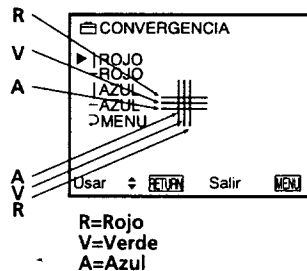 R
CONVERGENCIA
V
ROJO
ROJO
A
AZUL
AZUL
MENU
A
V
R
Usar RETURN Salir MENU
R=Rojo
V=Verde
A=Azul